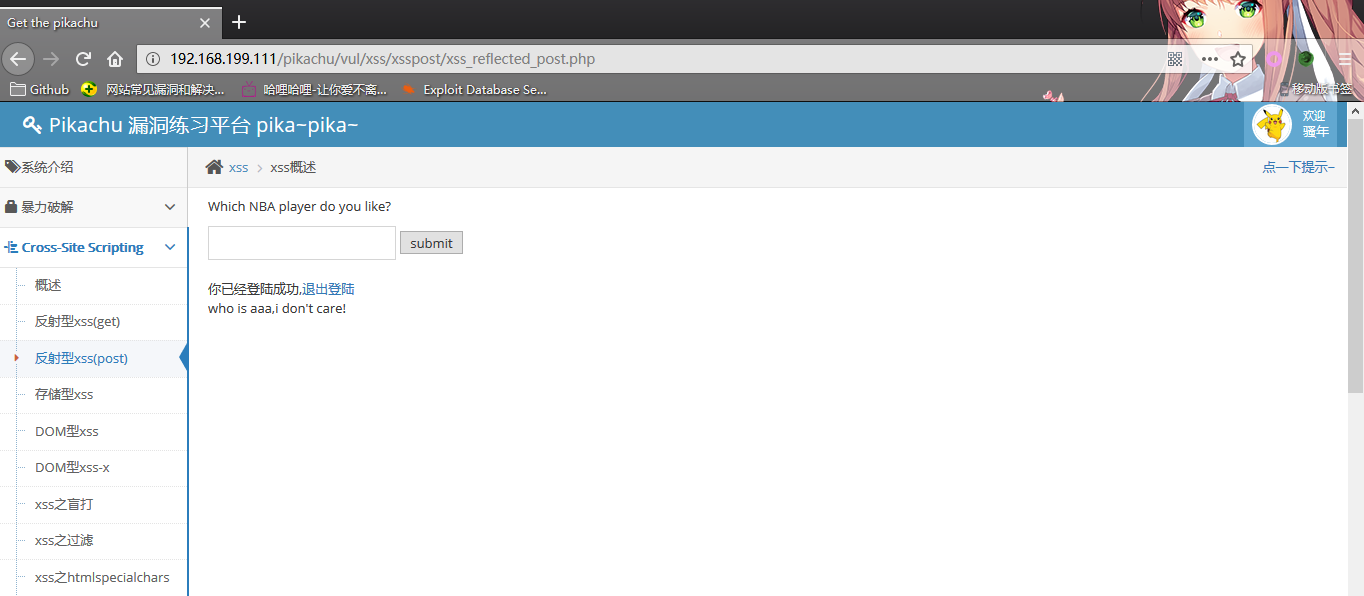 Get the pikachu
192.168.199.111/pikachu/vul/xss/xsspost/xss_reflected_post.php
Github 网站常见漏洞和解决... 哈哩哈哩-让你爱不离... Exploit Database Se... 移动版书签
Pikachu 漏洞练习平台 pika~pika~
欢迎
骚年
系统介绍
xss > xss概述
点一下提示~
暴力破解
Which NBA player do you like?
submit
Cross-Site Scripting
概述
你已经登陆成功,退出登陆
who is aaa,i don't care!
反射型xss(get)
反射型xss(post)
存储型xss
DOM型xss
DOM型xss-x
xss之盲打
xss之过滤
xss之htmlspecialchars